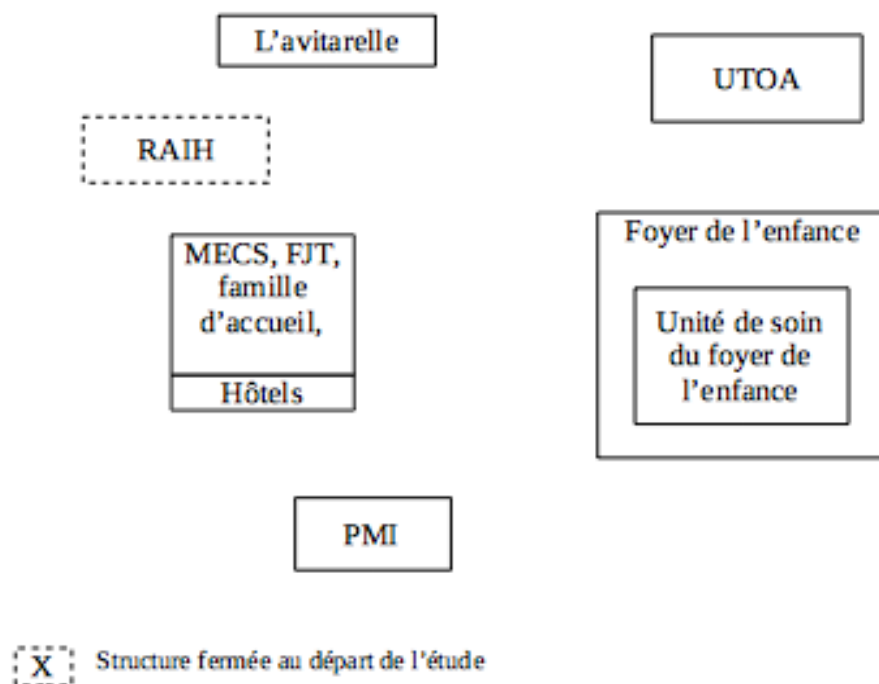 L'avitarelle
UTOA
RAIH
MECS, FJT,
famille
d'accueil,
Hôtels
Foyer de l'enfance
Unité de soin
du foyer de
l'enfance
PMI
X Structure fermée au départ de l'étude